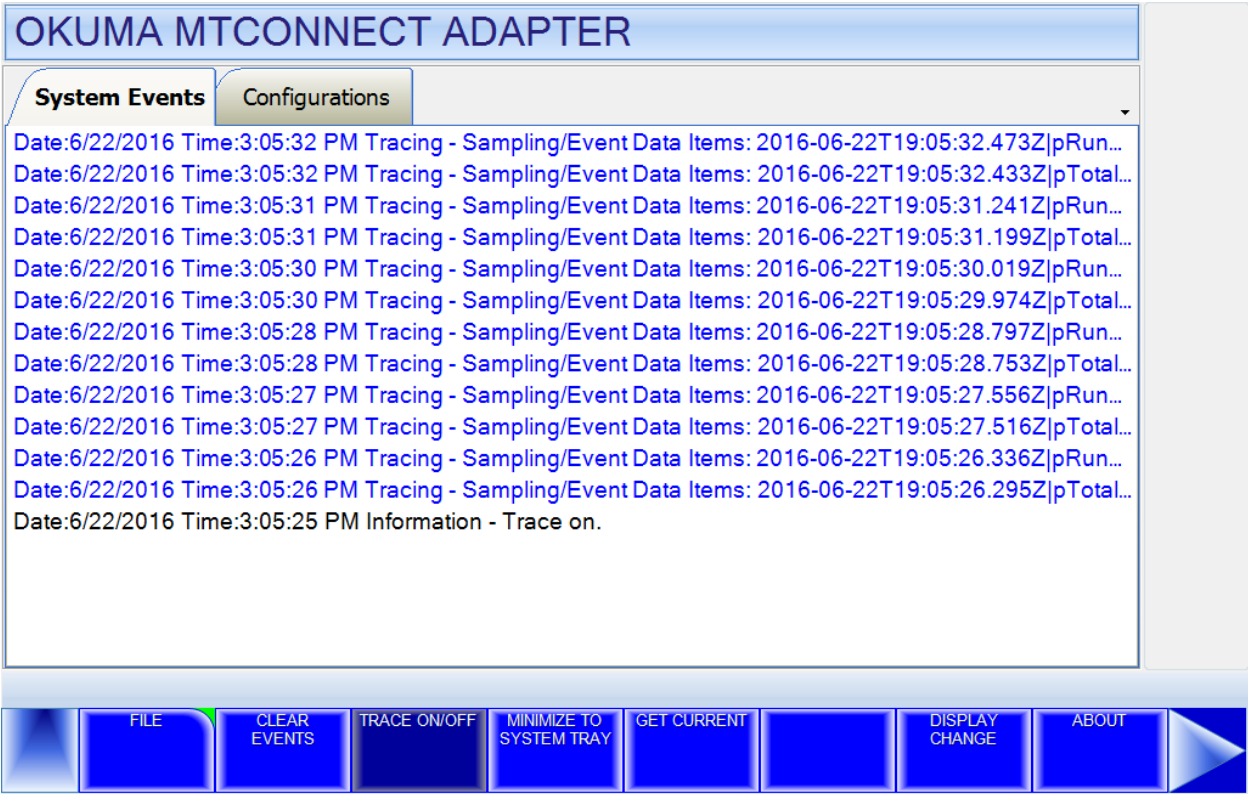 OKUMA MTCONNECT ADAPTER
System Events Configurations
Date:6/22/2016 Time:3:05:32 PM Tracing - Sampling/Event Data Items: 2016-06-22T19:05:32.473Z|pRun...
Date:6/22/2016 Time:3:05:32 PM Tracing - Sampling/Event Data Items: 2016-06-22T19:05:32.433Z|pTotal...
Date:6/22/2016 Time:3:05:31 PM Tracing - Sampling/Event Data Items: 2016-06-22T19:05:31.241Z|pRun...
Date:6/22/2016 Time:3:05:31 PM Tracing - Sampling/Event Data Items: 2016-06-22T19:05:31.199Z|pTotal...
Date:6/22/2016 Time:3:05:30 PM Tracing - Sampling/Event Data Items: 2016-06-22T19:05:30.019Z|pRun...
Date:6/22/2016 Time:3:05:30 PM Tracing - Sampling/Event Data Items: 2016-06-22T19:05:29.974Z|pTotal...
Date:6/22/2016 Time:3:05:28 PM Tracing - Sampling/Event Data Items: 2016-06-22T19:05:28.797Z|pRun...
Date:6/22/2016 Time:3:05:28 PM Tracing - Sampling/Event Data Items: 2016-06-22T19:05:28.753Z|pTotal...
Date:6/22/2016 Time:3:05:27 PM Tracing - Sampling/Event Data Items: 2016-06-22T19:05:27.556Z|pRun...
Date:6/22/2016 Time:3:05:27 PM Tracing - Sampling/Event Data Items: 2016-06-22T19:05:27.516Z|pTotal...
Date:6/22/2016 Time:3:05:26 PM Tracing - Sampling/Event Data Items: 2016-06-22T19:05:26.336Z|pRun...
Date:6/22/2016 Time:3:05:26 PM Tracing - Sampling/Event Data Items: 2016-06-22T19:05:26.295Z|pTotal...
Date:6/22/2016 Time:3:05:25 PM Information - Trace on.
FILE
CLEAR
EVENTS
TRACE ON/OFF
MINIMIZE TO
SYSTEM TRAY
GET CURRENT
DISPLAY
CHANGE
ABOUT